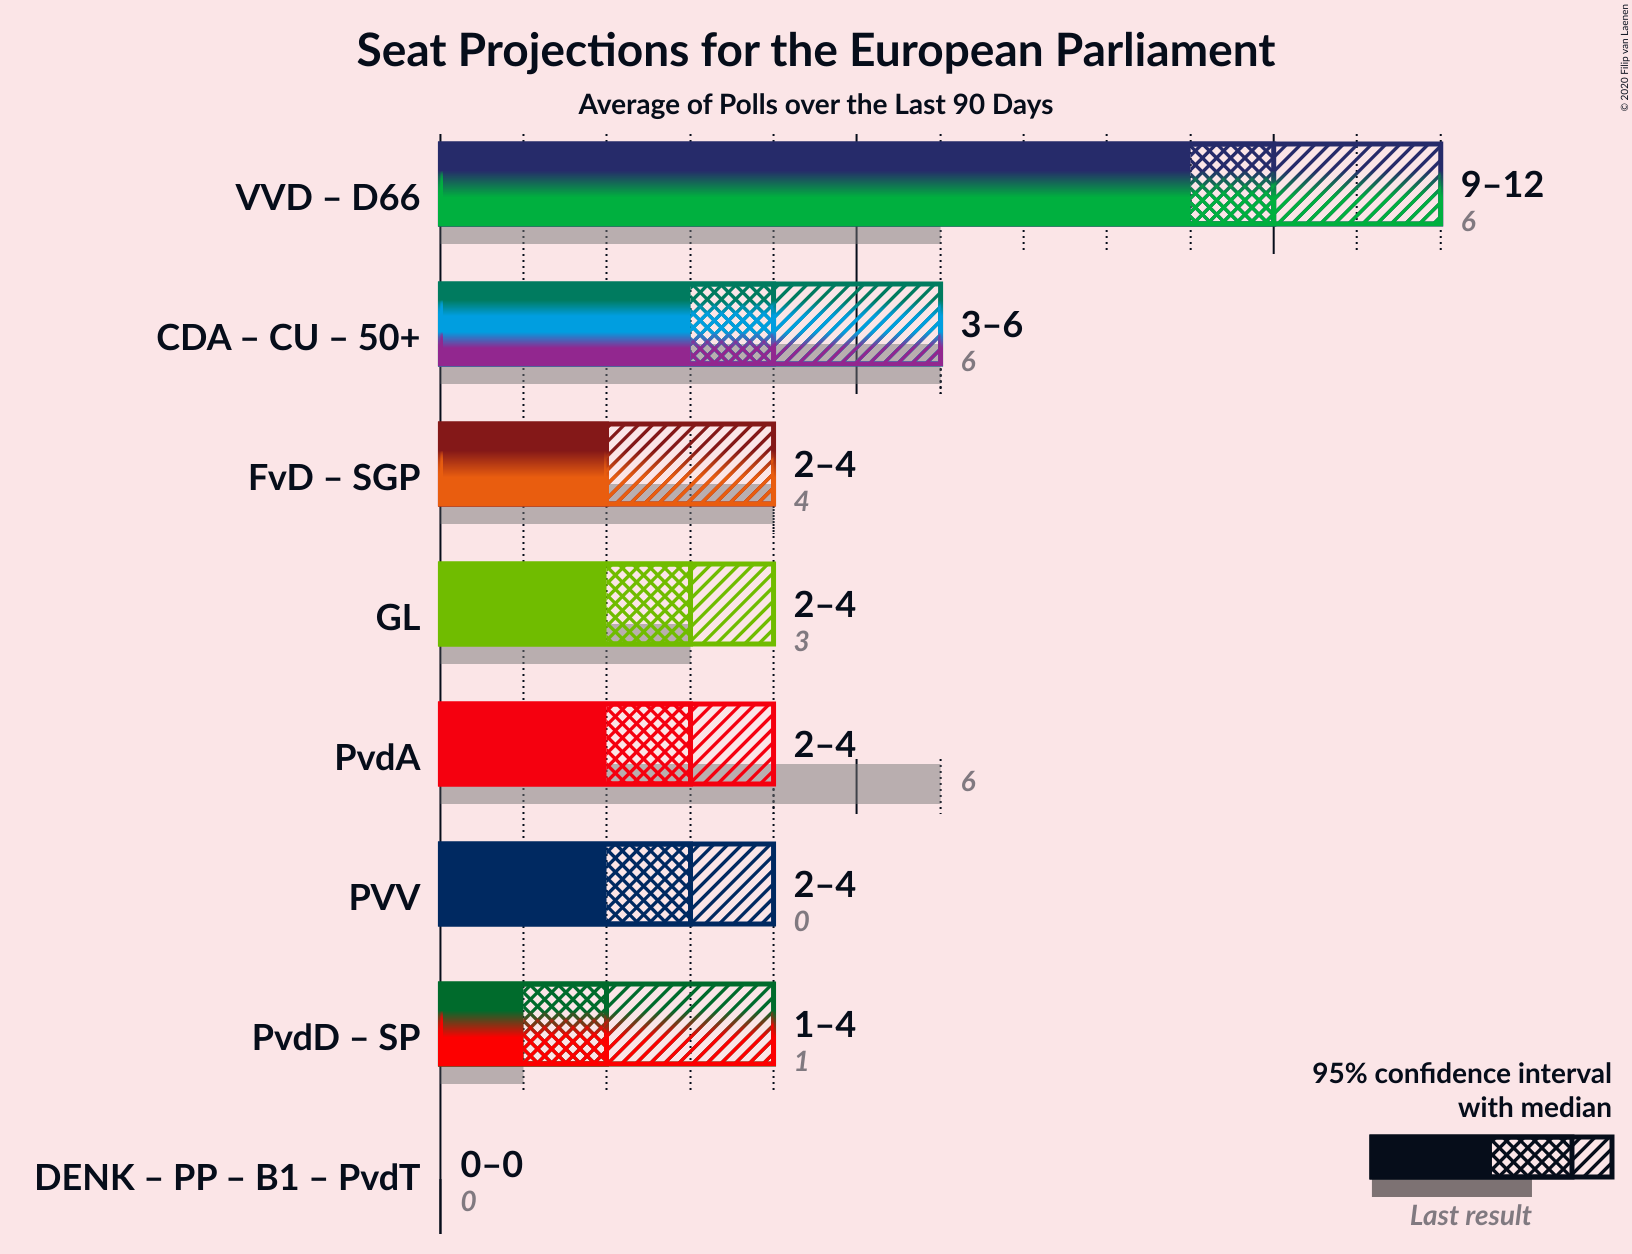 Seat Projections for the European Parliament
Average of Polls over the Last 90 Days
© 2020 Filip van Laenen
VVD – D66
9–12
6
CDA – CU – 50+
3–6
6
FvD – SGP
2–4
4
GL
2–4
3
PvdA
2–4
6
PVV
2–4
0
PvdD – SP
1–4
1
DENK – PP – B1 – PvdT
0–0
0
95% confidence interval
with median
Last result